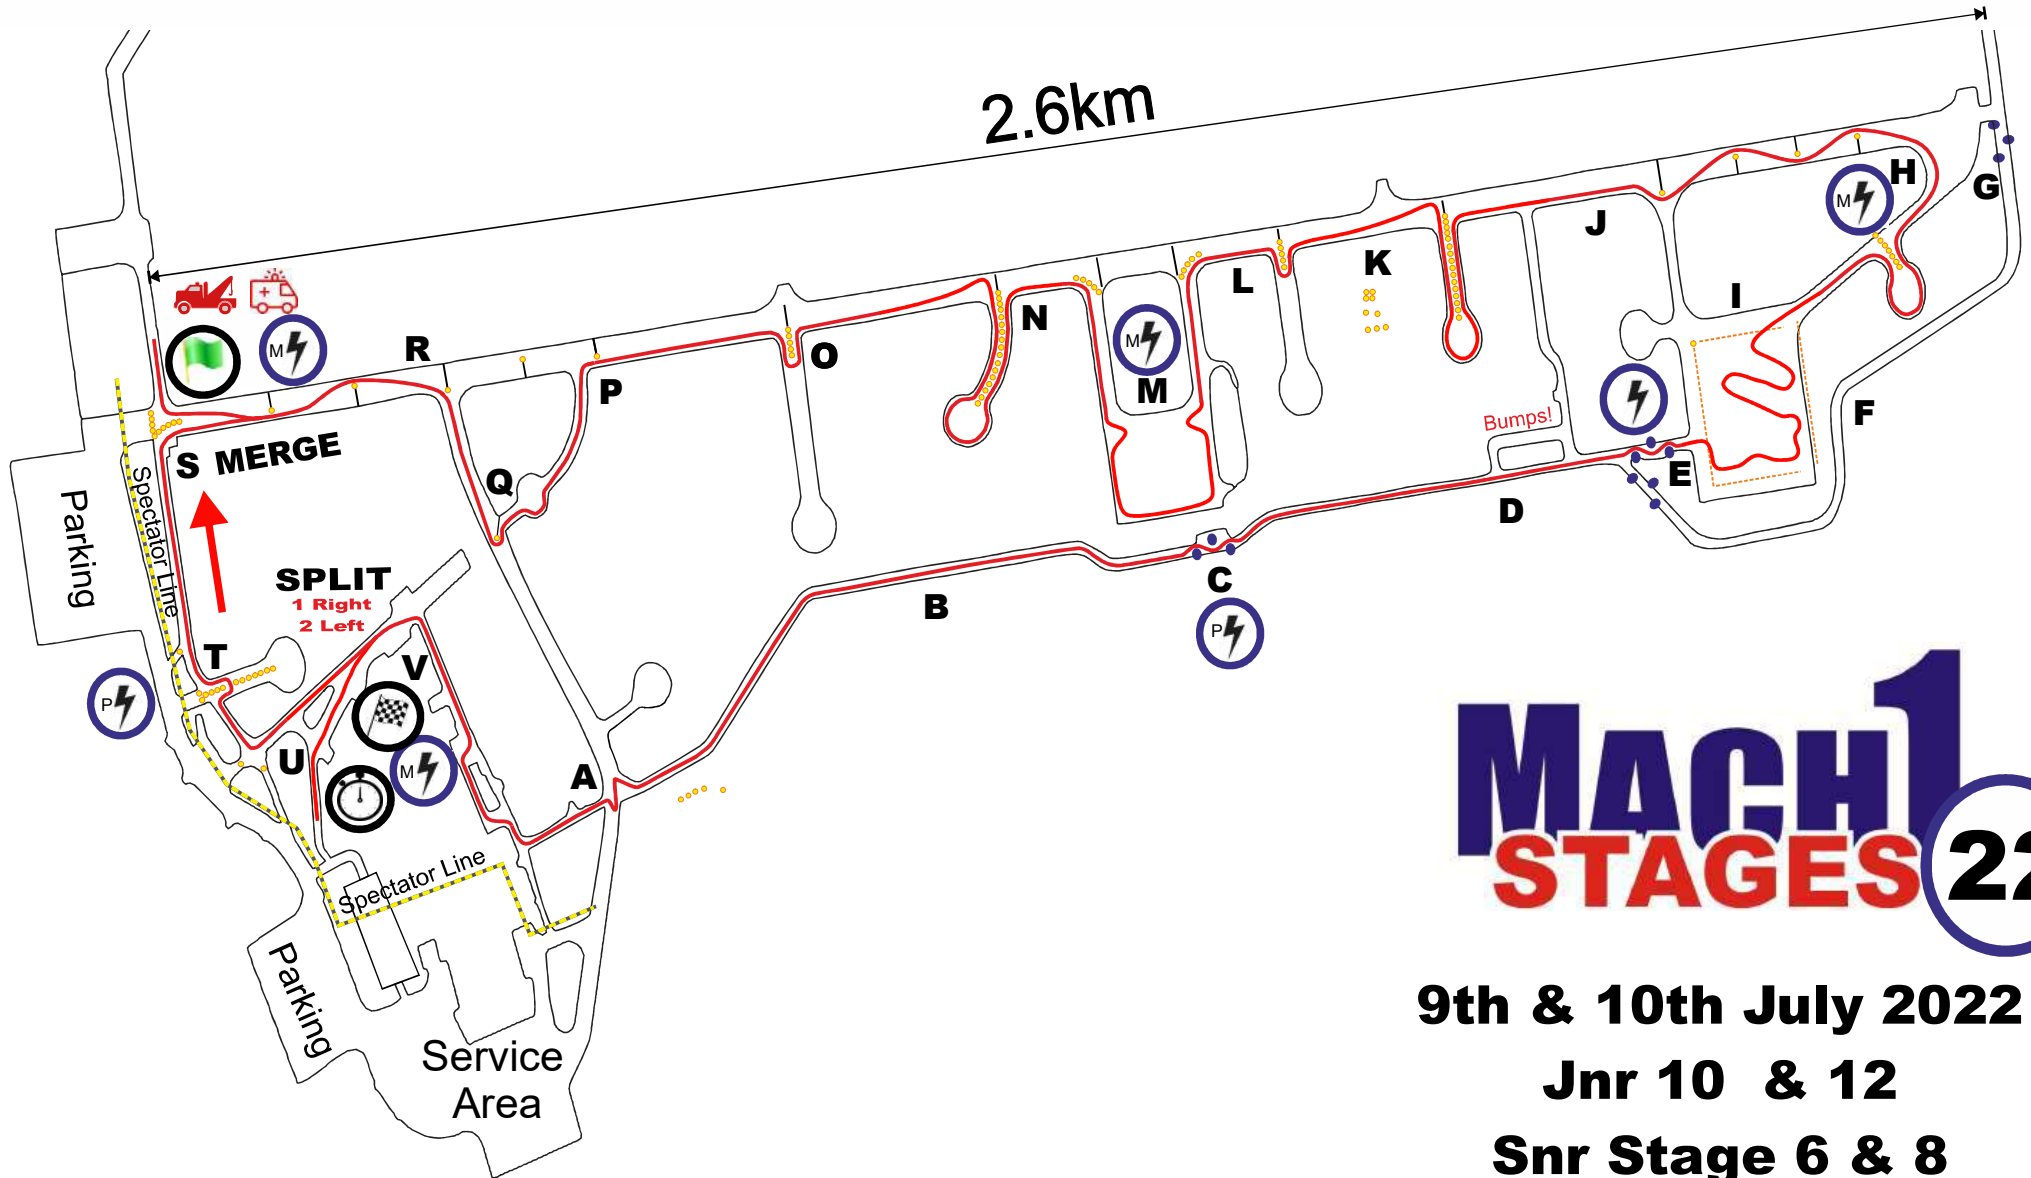 2.6km
H
G
M
J
K
I
L
N
M
M
R
O
P
M
F
Bumps!
S MERGE
E
Q
D
Spectator Line
Parking
SPLIT
1 Right
2 Left
C
B
P
T
V
P
U
M
A
Spectator Line
MACH1
STAGES
22
Parking
9th & 10th July 2022
Service
Area
Jnr 10 & 12
Snr Stage 6 & 8